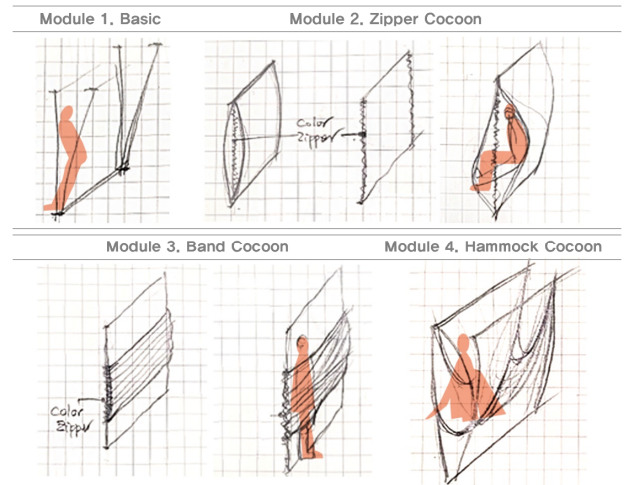 Module 1. Basic
Module 2. Zipper Cocoon
Color
Zipper
Module 3. Band Cocoon
Module 4. Hammock Cocoon
Color
Zipper